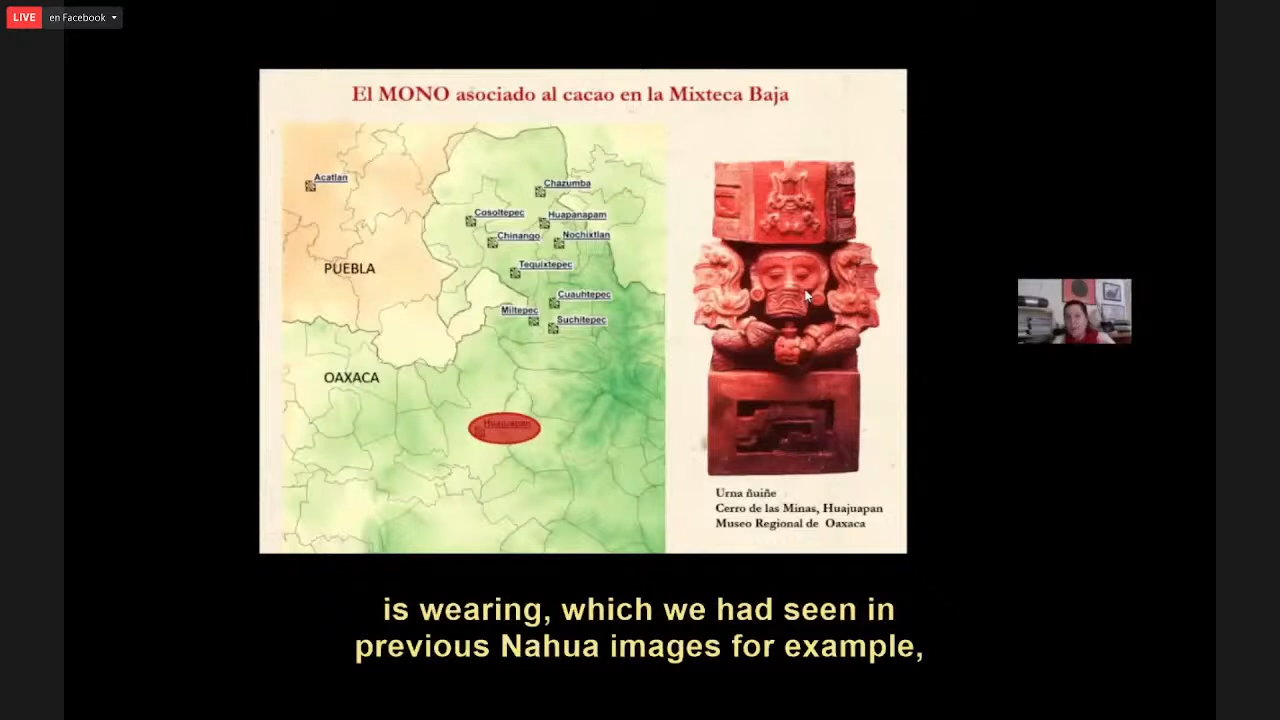 LIVE en Facebook
El MONO asociado al cacao en la Mixteca Baja
Acatlan
Chazumba
Cosoltepec
Huapanapam
Chinango
Nochixtlan
PUEBLA
Tequixtepec
Cuauhtepec
Miltepec
Suchitepec
OAXACA
Huajuapan
Urna ñuiñe
Cerro de las Minas, Huajuapan
Museo Regional de Oaxaca
is wearing, which we had seen in
previous Nahua images for example,